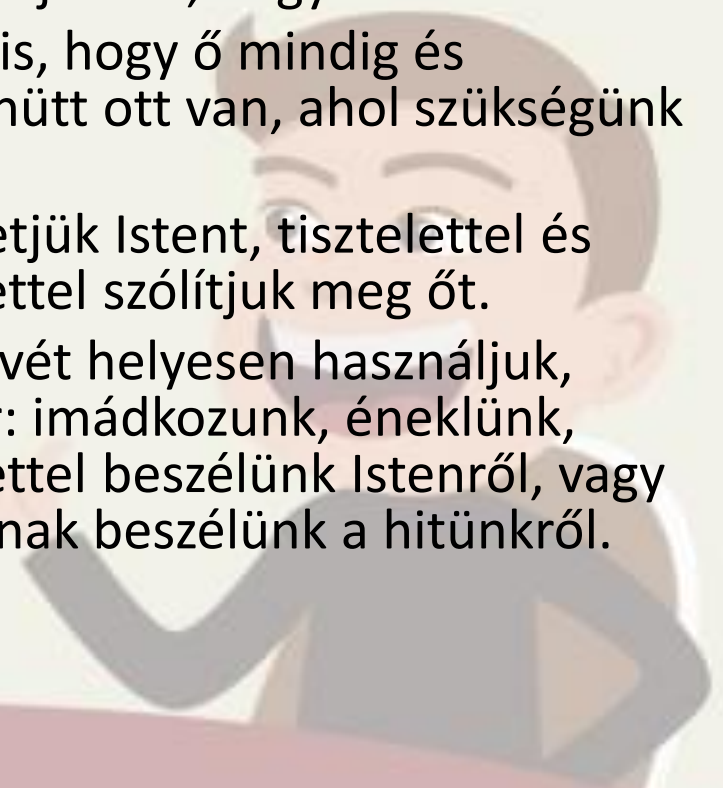 is, hogy ő mindig és
nütt ott van, ahol szükségünk
etjük Istent, tisztelettel és
ettel szólítjuk meg őt.
vét helyesen használjuk,
r: imádkozunk, éneklünk,
ettel beszélünk Istenről, vagy
nak beszélünk a hitünkről.